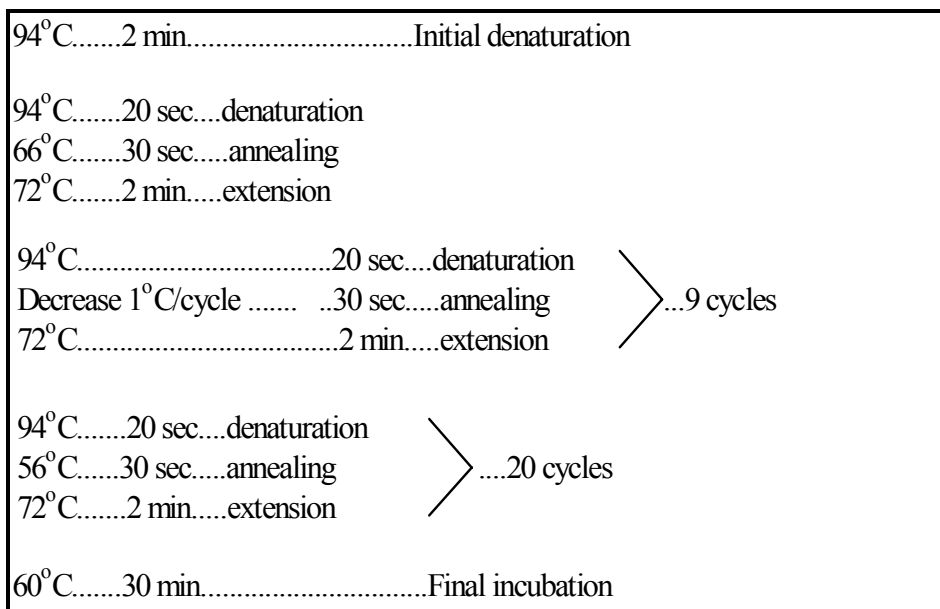 94°C......2 min................................Initial denaturation
94°C.......20 sec....denaturation
66°C.......30 sec.....annealing
72°C.......2 min.....extension
94°C....................................20 sec....denaturation
Decrease 1°C/cycle ....... ..30 sec.....annealing
72°C.....................................2 min.....extension
...9 cycles
94°C.......20 sec....denaturation
56°C......30 sec.....annealing
72°C.......2 min.....extension
....20 cycles
60°C......30 min................................Final incubation